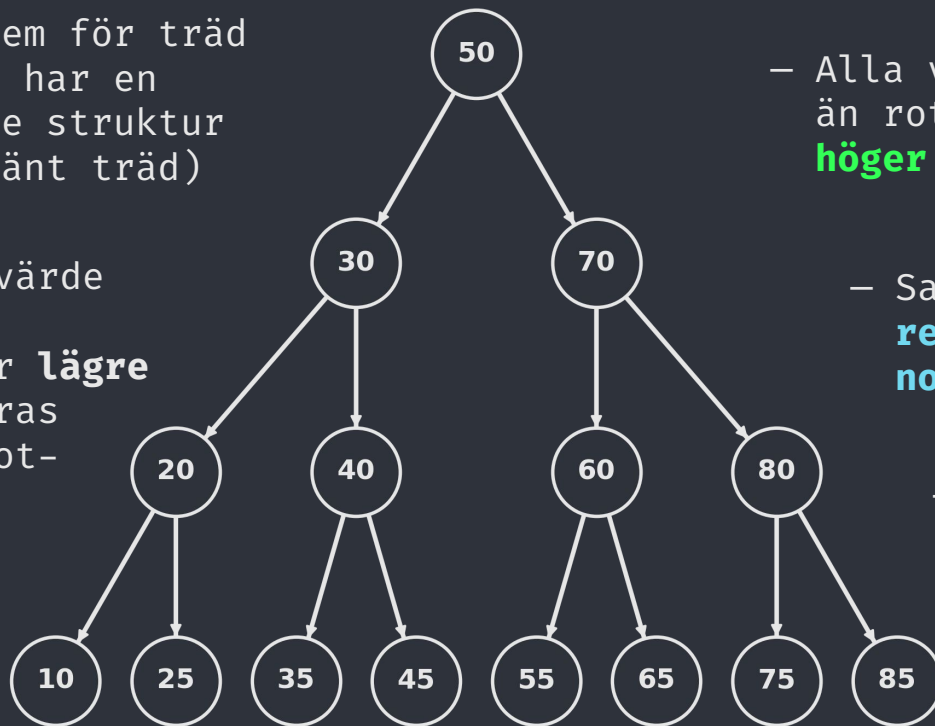 em för träd
har en
e struktur
änt träd)
värde
r lägre
ras
ot-
50
30 70
20 40 60 80
10 25 35 45 55 65 75 85
— Alla v
än rot
höger
— Sa
re
no